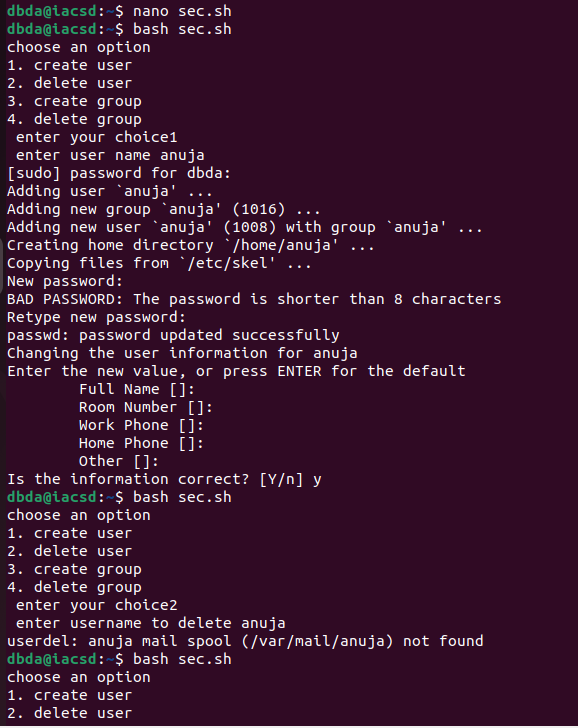 dbda@iacsd:~$ nano sec.sh
dbda@iacsd:~$ bash sec.sh
choose an option
1. create user
2. delete user
3. create group
4. delete group
 enter your choice1
 enter user name anuja
[sudo] password for dbda:
Adding user `anuja' ...
Adding new group `anuja' (1016) ...
Adding new user `anuja' (1008) with group `anuja' ...
Creating home directory `/home/anuja' ...
Copying files from `/etc/skel' ...
New password:
BAD PASSWORD: The password is shorter than 8 characters
Retype new password:
passwd: password updated successfully
Changing the user information for anuja
Enter the new value, or press ENTER for the default
        Full Name []:
        Room Number []:
        Work Phone []:
        Home Phone []:
        Other []:
Is the information correct? [Y/n] y
dbda@iacsd:~$ bash sec.sh
choose an option
1. create user
2. delete user
3. create group
4. delete group
 enter your choice2
 enter username to delete anuja
userdel: anuja mail spool (/var/mail/anuja) not found
dbda@iacsd:~$ bash sec.sh
choose an option
1. create user
2. delete user